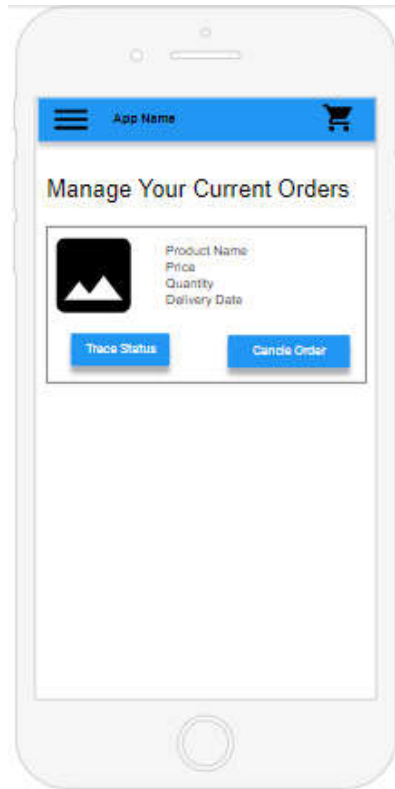 App Name
Manage Your Current Orders
Product Name
Price
Quantity
Delivery Date
Trace Status
Cancle Order